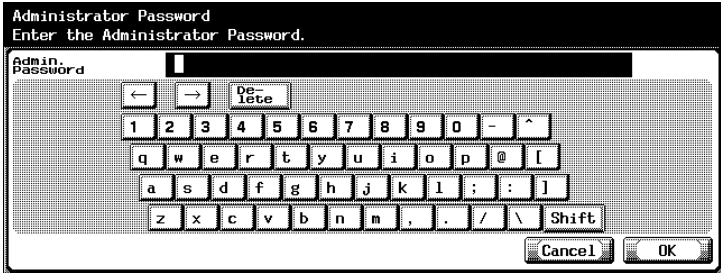 Administrator Password
Enter the Administrator Password.
Admin.
Password
← → De-
lete
1 2 3 4 5 6 7 8 9 0 - ^
q w e r t y u i o p @ [
a s d f g h j k l ; : ]
z x c v b n m , . / \ Shift
Cancel OK